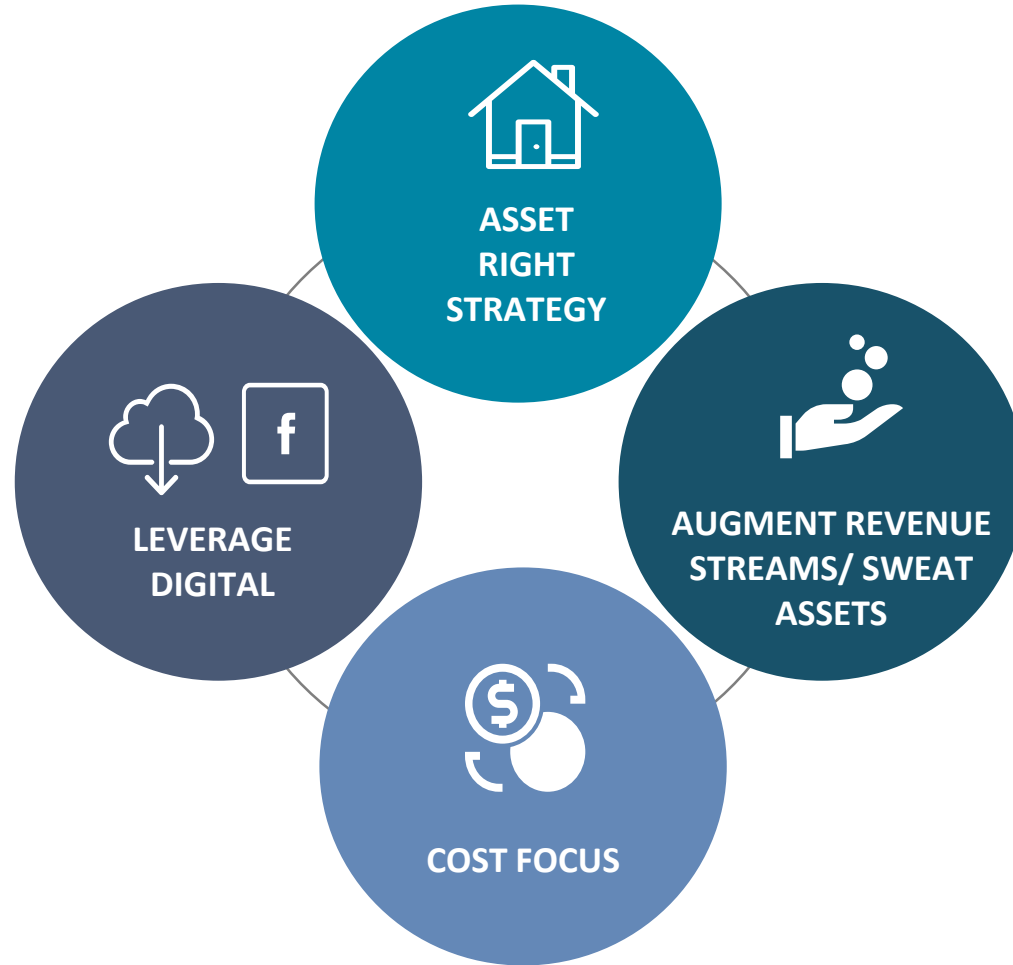 ASSET
RIGHT
STRATEGY
f
LEVERAGE
DIGITAL
AUGMENT REVENUE
STREAMS/ SWEAT
ASSETS
$
COST FOCUS